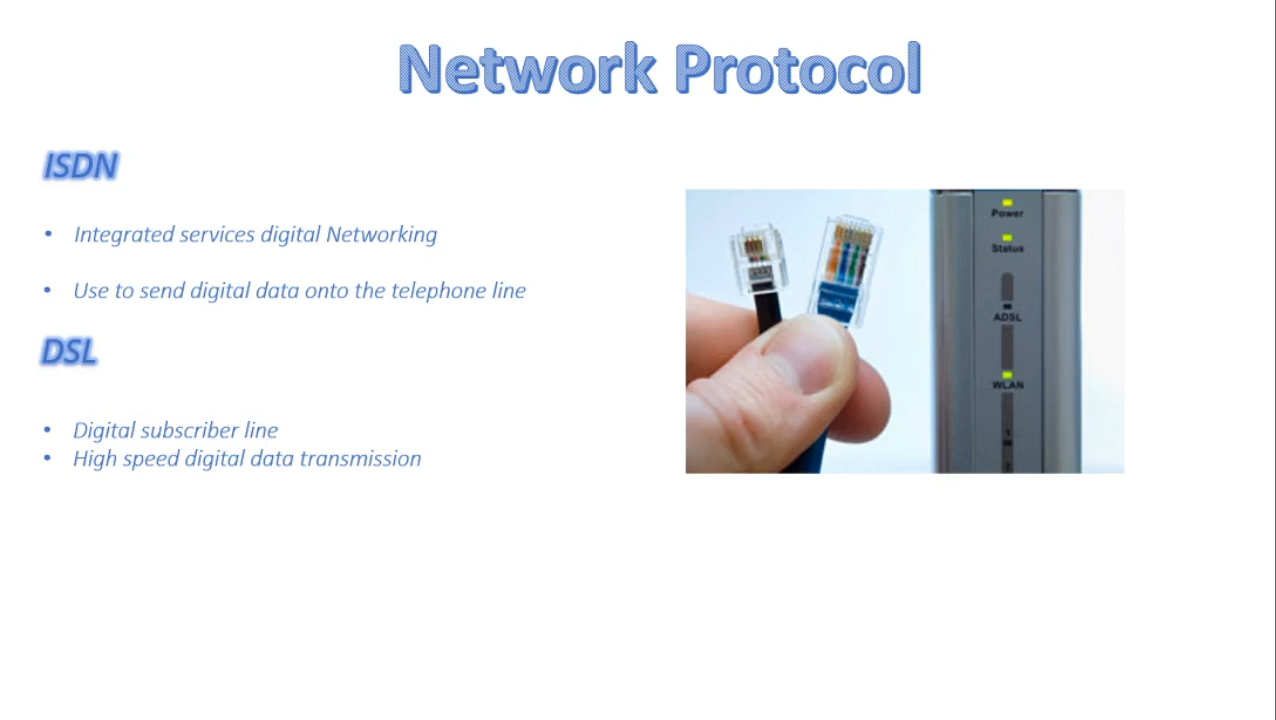 Network Protocol
ISDN
• Integrated services digital Networking
• Use to send digital data onto the telephone line
DSL
• Digital subscriber line
• High speed digital data transmission
Power
Status
ADSL
WLAN